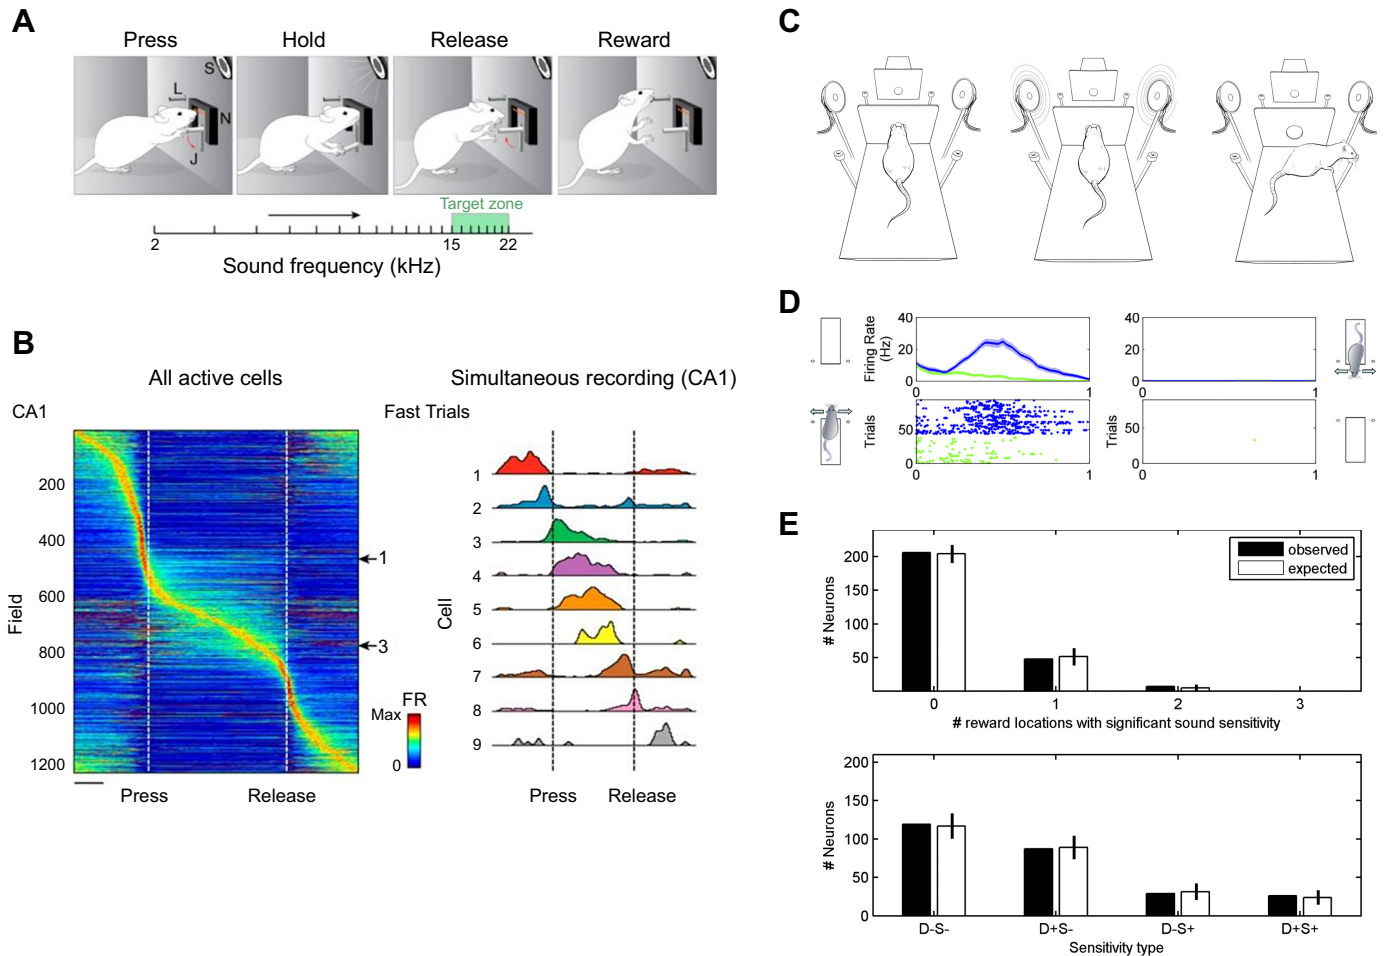 A
Press
Hold
Release
Reward
S
L
N
J
Target zone
2
15
22
Sound frequency (kHz)
B
All active cells
Simultaneous recording (CA1)
CA1
Fast Trials
200
400
600
800
1000
1200
Field
1
3
FR
Max
0
Press
Release
Cell
1
2
3
4
5
6
7
8
9
Press
Release
C
D
Firing Rate
(Hz)
40
20
0
0
1
40
20
0
0
1
Trials
50
0
0
1
Trials
50
0
0
1
E
# Neurons
200
150
100
50
observed
expected
0
1
2
3
# reward locations with significant sound sensitivity
# Neurons
200
150
100
50
0
D-S-
D+S-
D-S+
D+S+
Sensitivity type